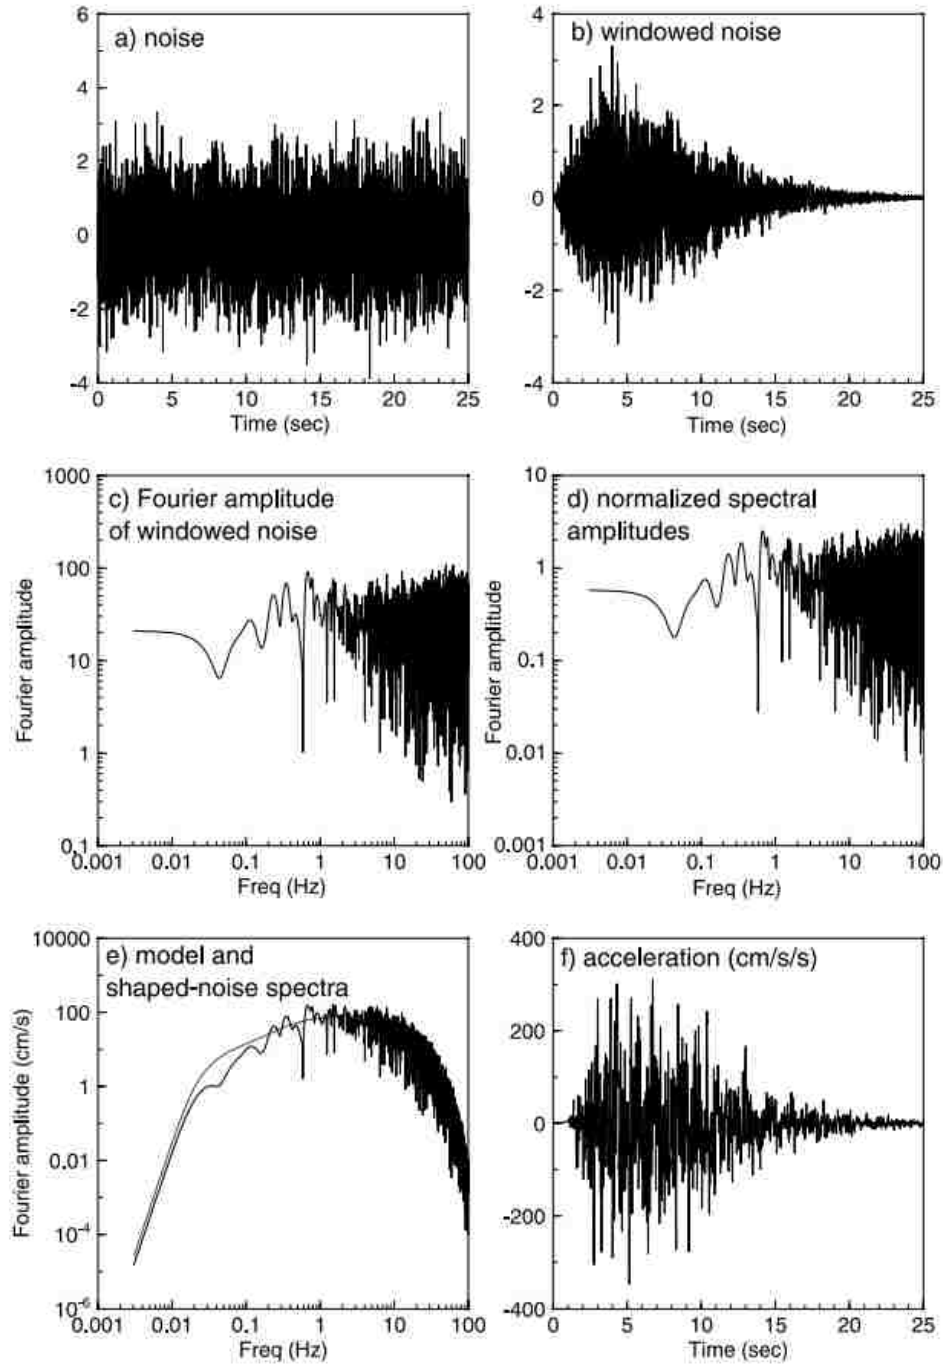 a) noise
6
4
2
0
-2
-4
0 5 10 15 20 25
Time (sec)
b) windowed noise
4
2
0
-2
-4
0 5 10 15 20 25
Time (sec)
c) Fourier amplitude
of windowed noise
Fourier amplitude
1000
100
10
1
0.1
0.001 0.01 0.1 1 10 100
Freq (Hz)
d) normalized spectral
amplitudes
Fourier amplitude
10
1
0.1
0.01
0.001
0.001 0.01 0.1 1 10 100
Freq (Hz)
e) model and
shaped-noise spectra
Fourier amplitude (cm/s)
10000
100
1
0.01
10-4
10-6
0.001 0.01 0.1 1 10 100
Freq (Hz)
f) acceleration (cm/s/s)
400
200
0
-200
-400
0 5 10 15 20 25
Time (sec)